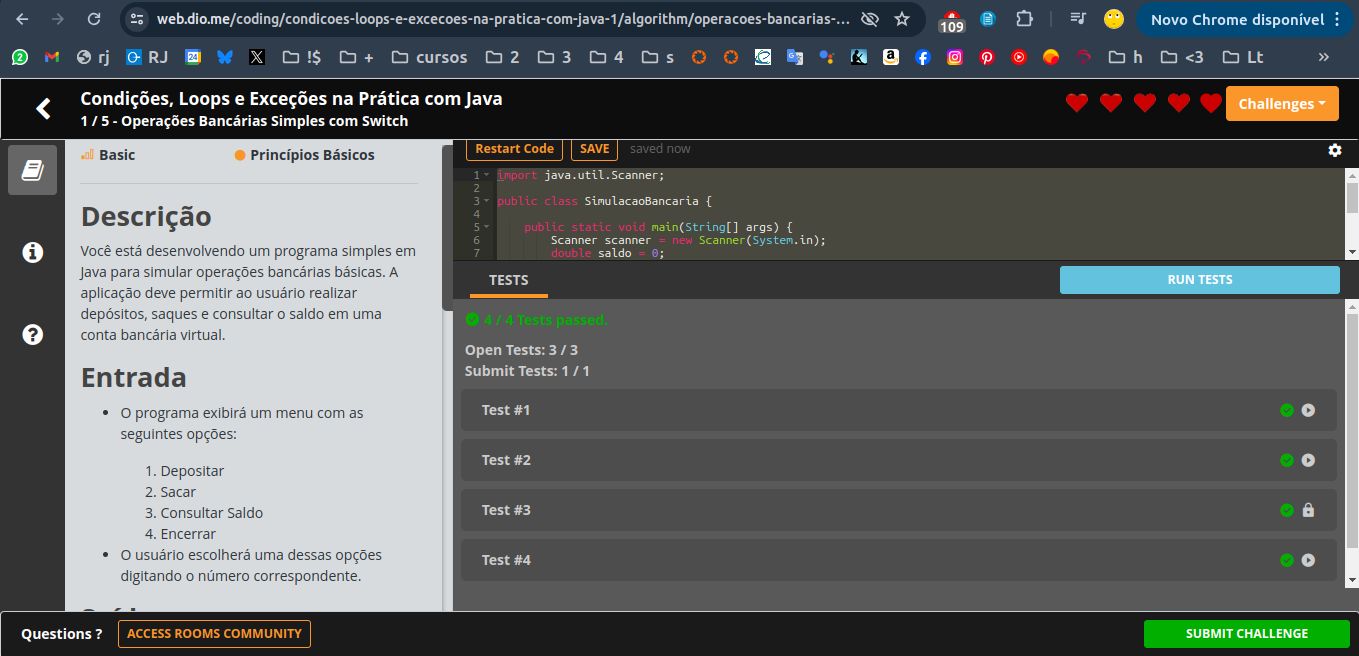 web.dio.me/coding/condicoes-loops-e-excecoes-na-pratica-com-java-1/algorithm/operacoes-bancarias-...
109
Novo Chrome disponível
2
rj
RJ
24
!$
+
cursos
2
3
4
s
h
<3
Lt
»
Condições, Loops e Exceções na Prática com Java
1 / 5 - Operações Bancárias Simples com Switch
Challenges
Basic
Princípios Básicos
Descrição
Você está desenvolvendo um programa simples em
Java para simular operações bancárias básicas. A
aplicação deve permitir ao usuário realizar
depósitos, saques e consultar o saldo em uma
conta bancária virtual.
Entrada
• O programa exibirá um menu com as
seguintes opções:
1. Depositar
2. Sacar
3. Consultar Saldo
4. Encerrar
• O usuário escolherá uma dessas opções
digitando o número correspondente.
Restart Code
SAVE
saved now
1 import java.util.Scanner;
2
3 public class SimulacaoBancaria {
4
5 public static void main(String[] args) {
6 Scanner scanner = new Scanner(System.in);
7 double saldo = 0;
TESTS
RUN TESTS
4 / 4 Tests passed.
Open Tests: 3 / 3
Submit Tests: 1 / 1
Test #1
Test #2
Test #3
Test #4
Questions ?
ACCESS ROOMS COMMUNITY
SUBMIT CHALLENGE